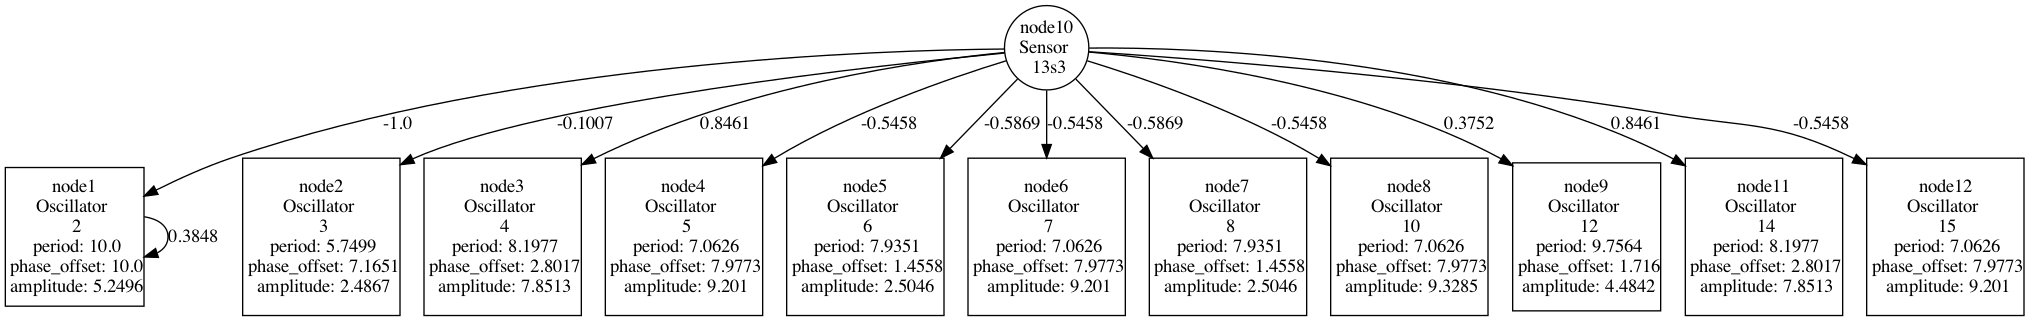 node10
Sensor
13s3
-1.0
-0.1007
0.8461
-0.5458
-0.5869
-0.5458
-0.5869
-0.5458
0.3752
0.8461
-0.5458
node1
Oscillator
2
period: 10.0
phase_offset: 10.0
amplitude: 5.2496
0.3848
node2
Oscillator
3
period: 5.7499
phase_offset: 7.1651
amplitude: 2.4867
node3
Oscillator
4
period: 8.1977
phase_offset: 2.8017
amplitude: 7.8513
node4
Oscillator
5
period: 7.0626
phase_offset: 7.9773
amplitude: 9.201
node5
Oscillator
6
period: 7.9351
phase_offset: 1.4558
amplitude: 2.5046
node6
Oscillator
7
period: 7.0626
phase_offset: 7.9773
amplitude: 9.201
node7
Oscillator
8
period: 7.9351
phase_offset: 1.4558
amplitude: 2.5046
node8
Oscillator
10
period: 7.0626
phase_offset: 7.9773
amplitude: 9.3285
node9
Oscillator
12
period: 9.7564
phase_offset: 1.716
amplitude: 4.4842
node11
Oscillator
14
period: 8.1977
phase_offset: 2.8017
amplitude: 7.8513
node12
Oscillator
15
period: 7.0626
phase_offset: 7.9773
amplitude: 9.201